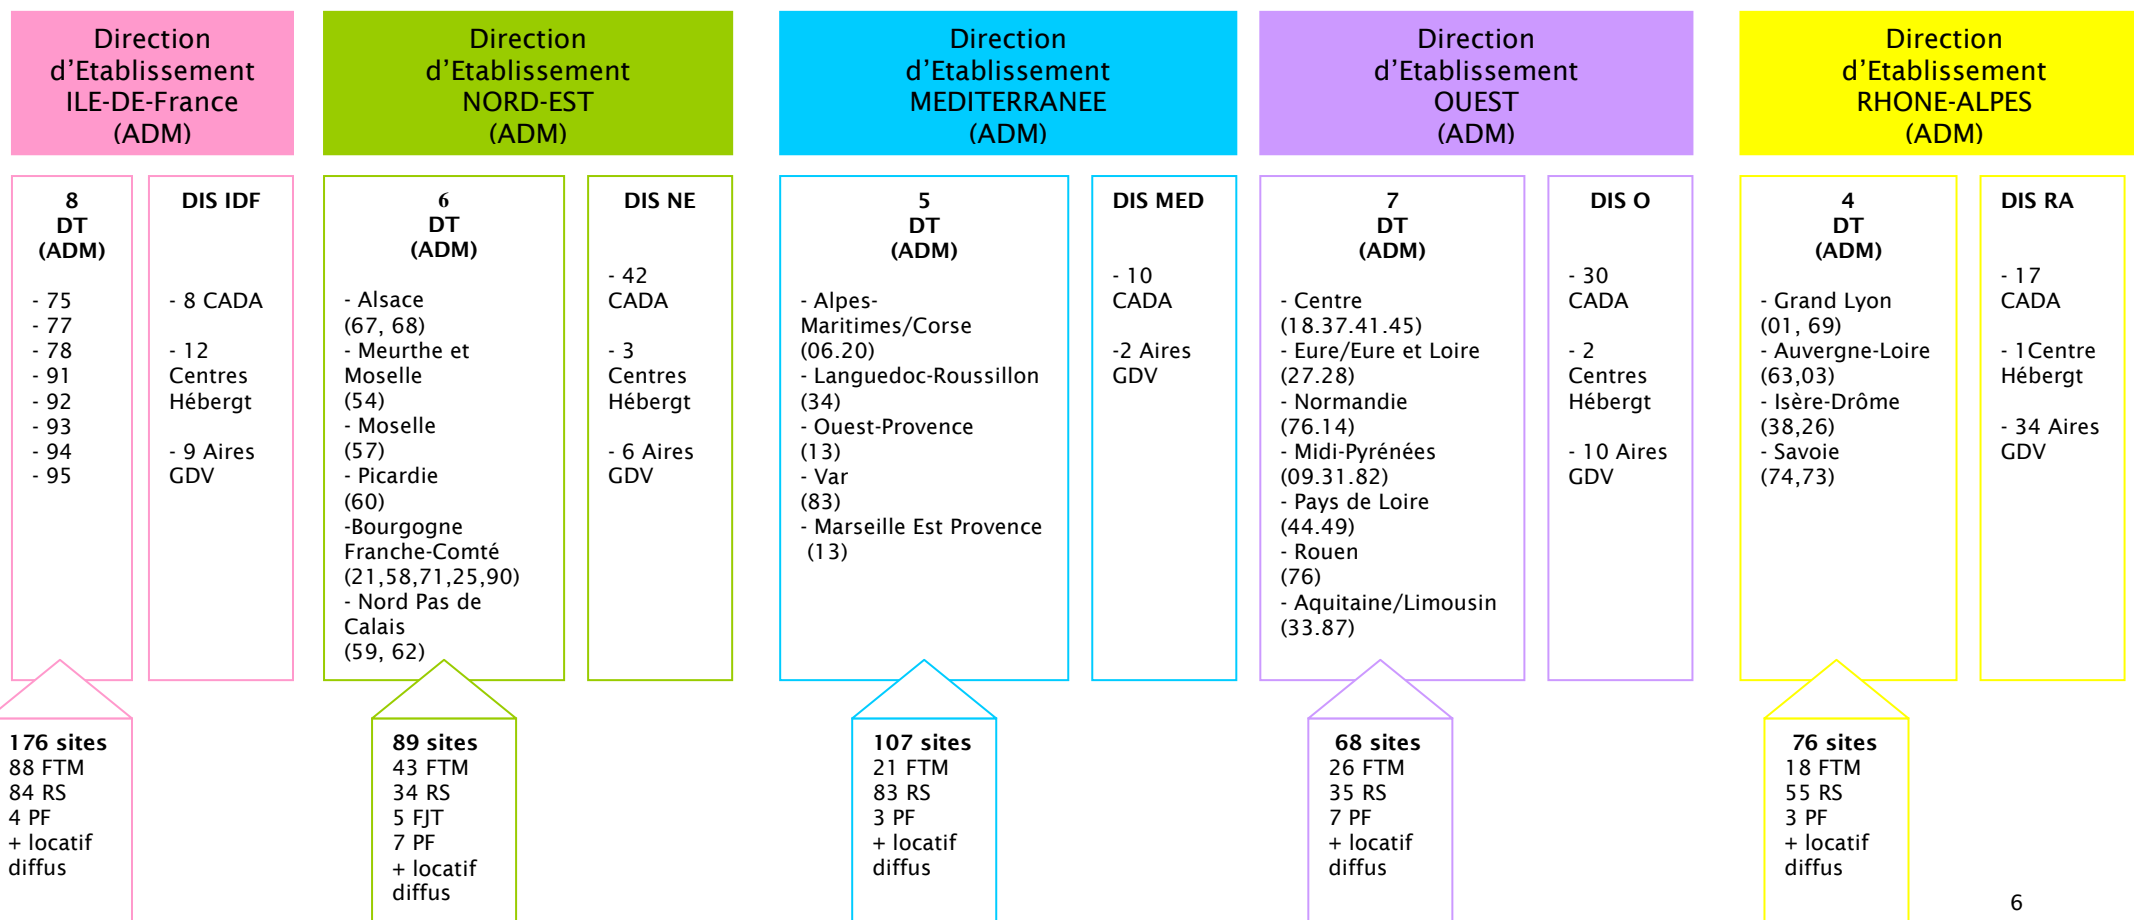 Direction
d'Etablissement
ILE-DE-France
(ADM)
Direction
d'Etablissement
NORD-EST
(ADM)
Direction
d'Etablissement
MEDITERRANEE
(ADM)
Direction
d'Etablissement
OUEST
(ADM)
Direction
d'Etablissement
RHONE-ALPES
(ADM)
8
DT
(ADM)
- 75
- 77
- 78
- 91
- 92
- 93
- 94
- 95
DIS IDF
- 8 CADA
- 12
Centres
Hébergt
- 9 Aires
GDV
6
DT
(ADM)
- Alsace
(67, 68)
- Meurthe et
Moselle
(54)
- Moselle
(57)
- Picardie
(60)
-Bourgogne
Franche-Comté
(21,58,71,25,90)
- Nord Pas de
Calais
(59, 62)
DIS NE
- 42
CADA
- 3
Centres
Hébergt
- 6 Aires
GDV
5
DT
(ADM)
- Alpes-
Maritimes/Corse
(06.20)
- Languedoc-Roussillon
(34)
- Ouest-Provence
(13)
- Var
(83)
- Marseille Est Provence
(13)
DIS MED
- 10
CADA
-2 Aires
GDV
7
DT
(ADM)
- Centre
(18.37.41.45)
- Eure/Eure et Loire
(27.28)
- Normandie
(76.14)
- Midi-Pyrénées
(09.31.82)
- Pays de Loire
(44.49)
- Rouen
(76)
- Aquitaine/Limousin
(33.87)
DIS O
- 30
CADA
- 2
Centres
Hébergt
- 10 Aires
GDV
4
DT
(ADM)
- Grand Lyon
(01, 69)
- Auvergne-Loire
(63,03)
- Isère-Drôme
(38,26)
- Savoie
(74,73)
DIS RA
- 17
CADA
- 1Centre
Hébergt
- 34 Aires
GDV
176 sites
88 FTM
84 RS
4 PF
+ locatif
diffus
89 sites
43 FTM
34 RS
5 FJT
7 PF
+ locatif
diffus
107 sites
21 FTM
83 RS
3 PF
+ locatif
diffus
68 sites
26 FTM
35 RS
7 PF
+ locatif
diffus
76 sites
18 FTM
55 RS
3 PF
+ locatif
diffus
6